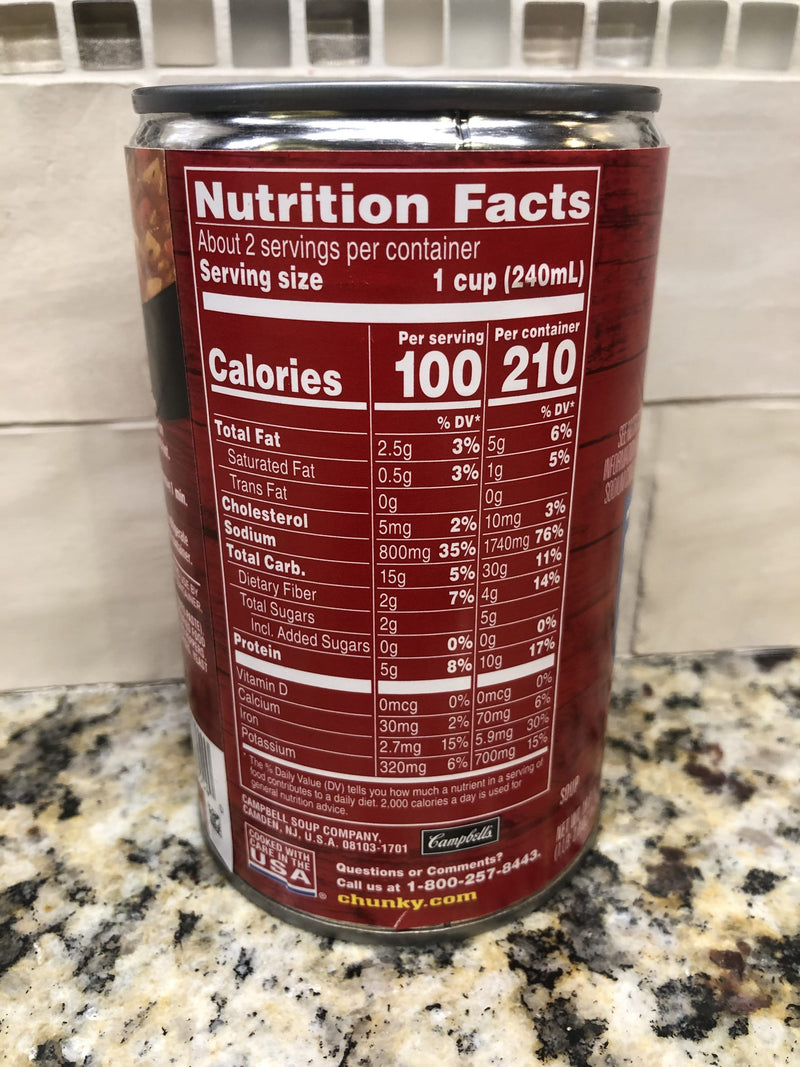 Nutrition Facts
About 2 servings per container
Serving size 1 cup (240mL)
Per serving Per container
Calories 100 210
% DV* % DV*
Total Fat 2.5g 3% 5g 6%
Saturated Fat 0.5g 3% 1g 5%
Trans Fat 0g 0g
Cholesterol 5mg 2% 10mg 3%
Sodium 800mg 35% 1740mg 76%
Total Carb. 15g 5% 30g 11%
Dietary Fiber 2g 7% 4g 14%
Total Sugars 2g 5g
Incl. Added Sugars 0g 0% 0g 0%
Protein 5g 8% 10g 17%
Vitamin D 0mcg 0% 0mcg 0%
Calcium 30mg 2% 70mg 6%
Iron 2.7mg 15% 5.9mg 30%
Potassium 320mg 6% 700mg 15%
* The % Daily Value (DV) tells you how much a nutrient in a serving of
food contributes to a daily diet. 2,000 calories a day is used for
general nutrition advice.
CAMPBELL SOUP COMPANY,
CAMDEN, NJ, U.S.A. 08103-1701
Campbell's
COOKED WITH
CARE IN THE
USA®
Questions or Comments?
Call us at 1-800-257-8443.
chunky.com
1 min.
SEE
SOUP
NET